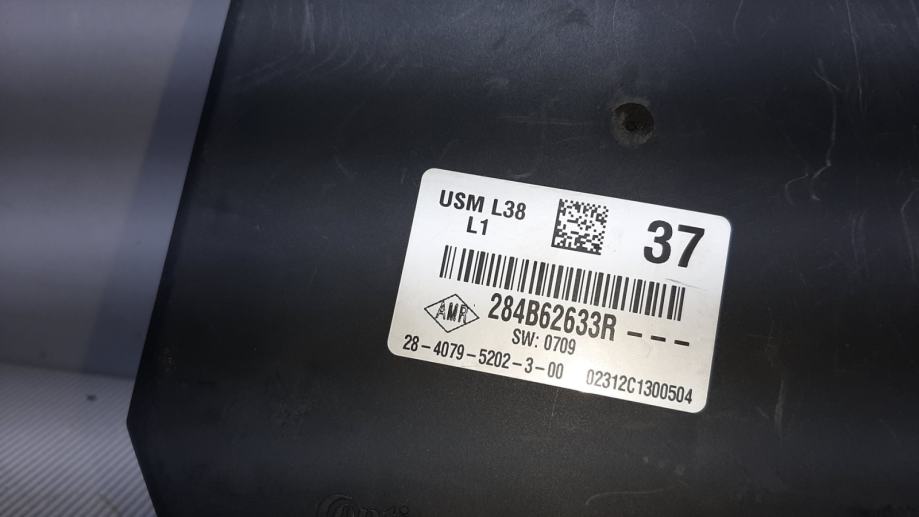 USM L38
L1
37
AMR
284B62633R---
SW: 0709
28-4079-5202-3-00 02312C1300504